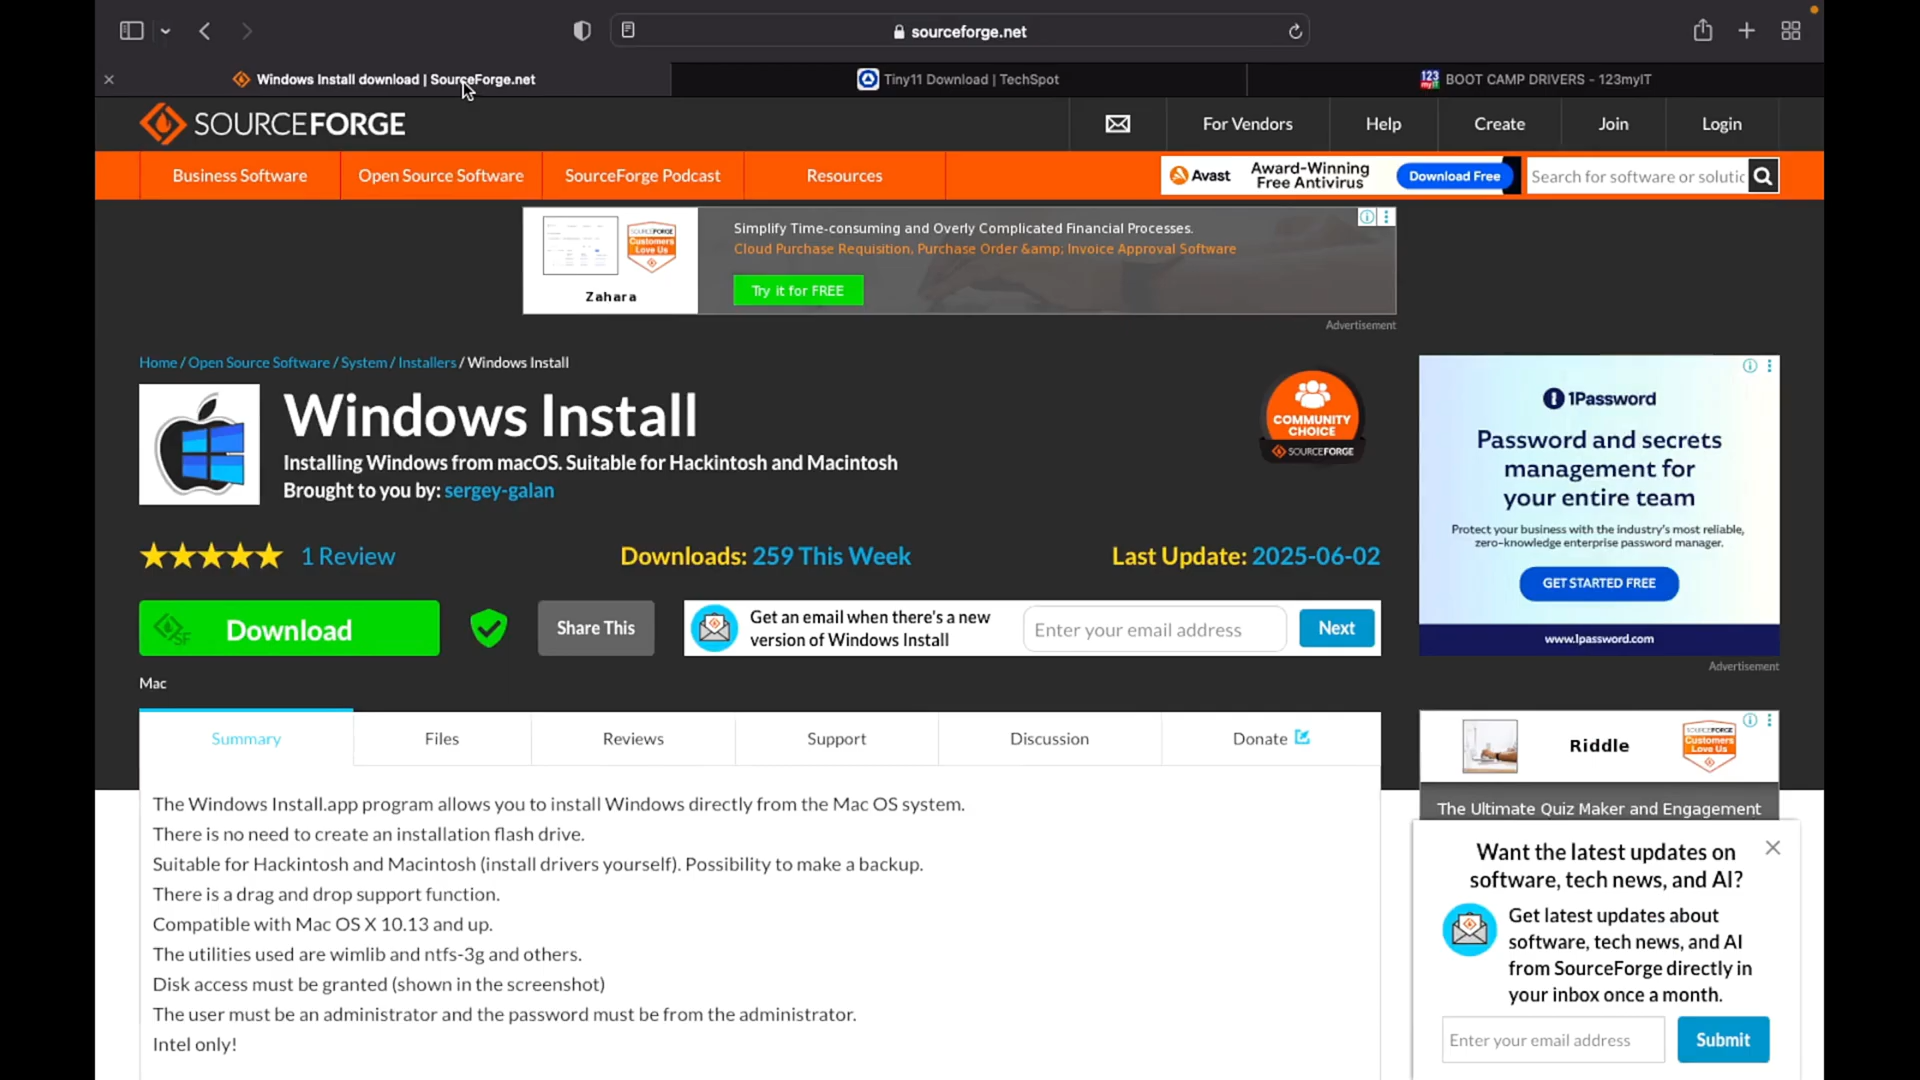 sourceforge.net
Windows Install download | SourceForge.net
Tiny11 Download | TechSpot
123 myIT
BOOT CAMP DRIVERS - 123myIT
SOURCEFORGE
For Vendors
Help
Create
Join
Login
Business Software
Open Source Software
SourceForge Podcast
Resources
Avast
Award-Winning
Free Antivirus
Download Free
Search for software or solutic
SOURCEFORGE
Customers
Love Us
Zahara
Simplify Time-consuming and Overly Complicated Financial Processes.
Cloud Purchase Requisition, Purchase Order &amp; Invoice Approval Software
Try it for FREE
Advertisement
Home / Open Source Software / System / Installers / Windows Install
Windows Install
Installing Windows from macOS. Suitable for Hackintosh and Macintosh
Brought to you by: sergey-galan
COMMUNITY
CHOICE
SOURCEFORGE
1 Review
Downloads: 259 This Week
Last Update: 2025-06-02
SF
Download
Share This
Get an email when there's a new
version of Windows Install
Enter your email address
Next
Mac
1Password
Password and secrets
management for
your entire team
Protect your business with the industry's most reliable,
zero-knowledge enterprise password manager.
GET STARTED FREE
www.1password.com
Advertisement
Summary
Files
Reviews
Support
Discussion
Donate
The Windows Install.app program allows you to install Windows directly from the Mac OS system.
There is no need to create an installation flash drive.
Suitable for Hackintosh and Macintosh (install drivers yourself). Possibility to make a backup.
There is a drag and drop support function.
Compatible with Mac OS X 10.13 and up.
The utilities used are wimlib and ntfs-3g and others.
Disk access must be granted (shown in the screenshot)
The user must be an administrator and the password must be from the administrator.
Intel only!
Riddle
SOURCEFORGE
Customers
Love Us
The Ultimate Quiz Maker and Engagement
Want the latest updates on
software, tech news, and AI?
Get latest updates about
software, tech news, and AI
from SourceForge directly in
your inbox once a month.
Enter your email address
Submit